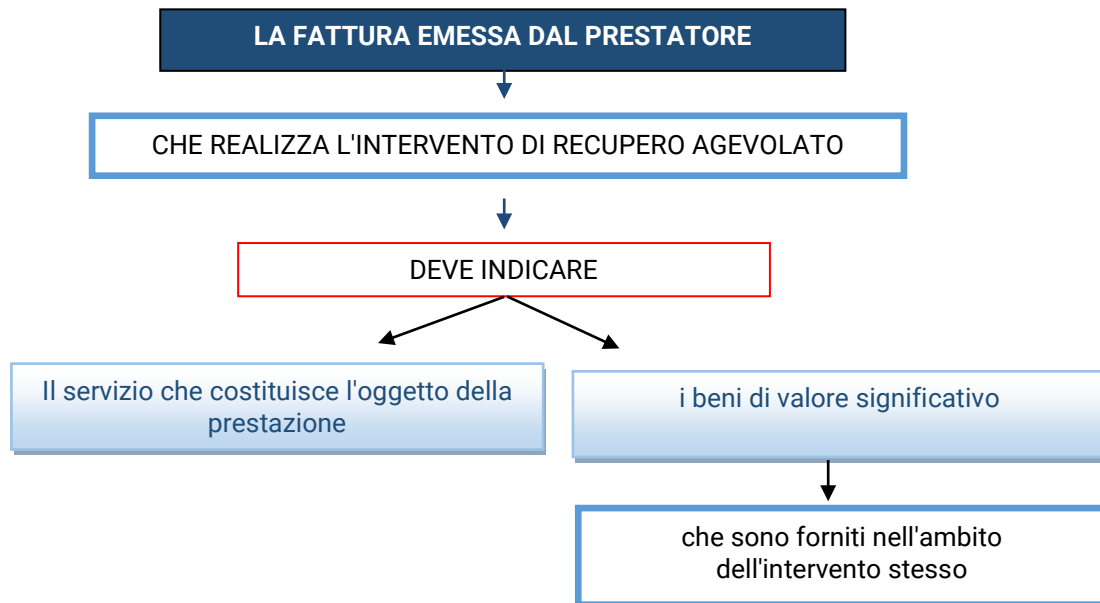 LA FATTURA EMESSA DAL PRESTATORE
CHE REALIZZA L'INTERVENTO DI RECUPERO AGEVOLATO
DEVE INDICARE
Il servizio che costituisce l'oggetto della
prestazione
i beni di valore significativo
che sono forniti nell'ambito
dell'intervento stesso